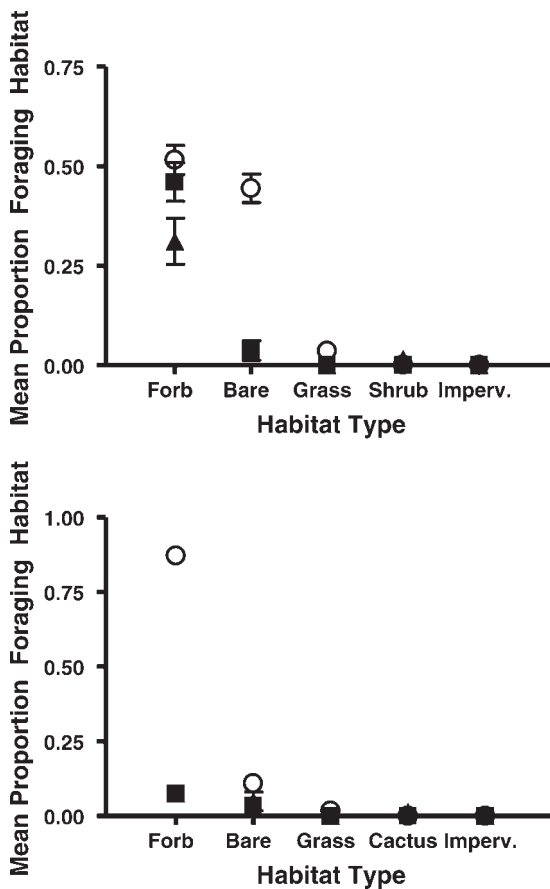 Mean Proportion Foraging Habitat
0.75
0.50
0.25
0.00
Forb Bare Grass Shrub Imperv.
Habitat Type
Mean Proportion Foraging Habitat
1.00
0.75
0.50
0.25
0.00
Forb Bare Grass Cactus Imperv.
Habitat Type